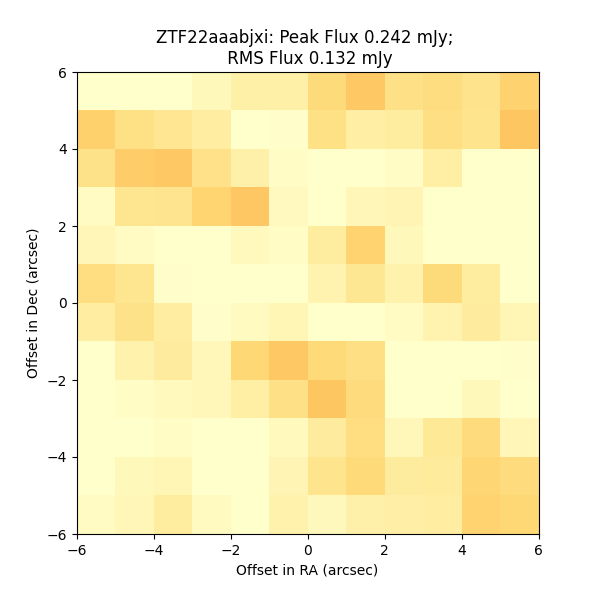 ZTF22aaabjxi: Peak Flux 0.242 mJy;
RMS Flux 0.132 mJy
6
4
2
0
−2
−4
−6
Offset in Dec (arcsec)
−6 −4 −2 0 2 4 6
Offset in RA (arcsec)